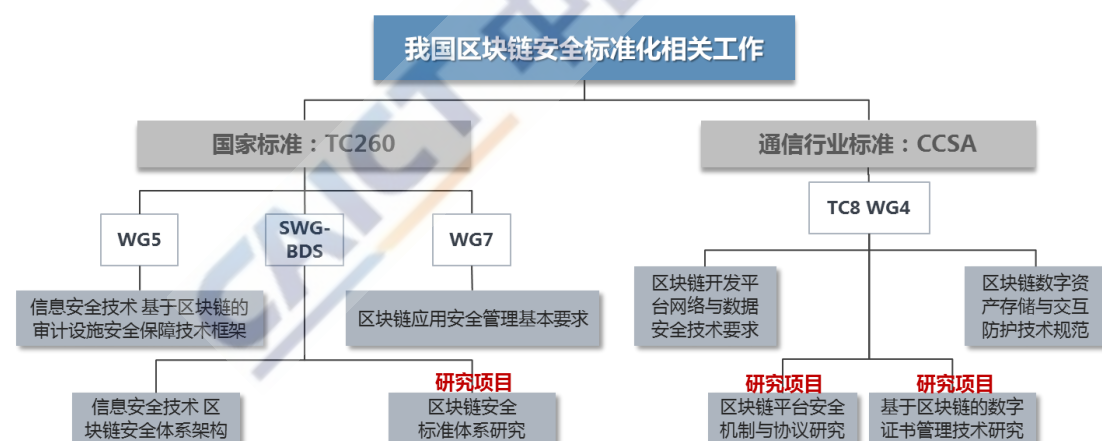 我国区块链安全标准化相关工作
国家标准：TC260
通信行业标准：CCSA
TC8 WG4
WG5
SWG-
BDS
WG7
信息安全技术 基于区块链的
审计设施安全保障技术框架
区块链应用安全管理基本要求
区块链开发平
台网络与数据
安全技术要求
区块链数字资
产存储与交互
防护技术规范
信息安全技术 区
块链安全体系架构
研究项目
区块链安全
标准体系研究
研究项目
区块链平台安全
机制与协议研究
研究项目
基于区块链的数字
证书管理技术研究
CAICT